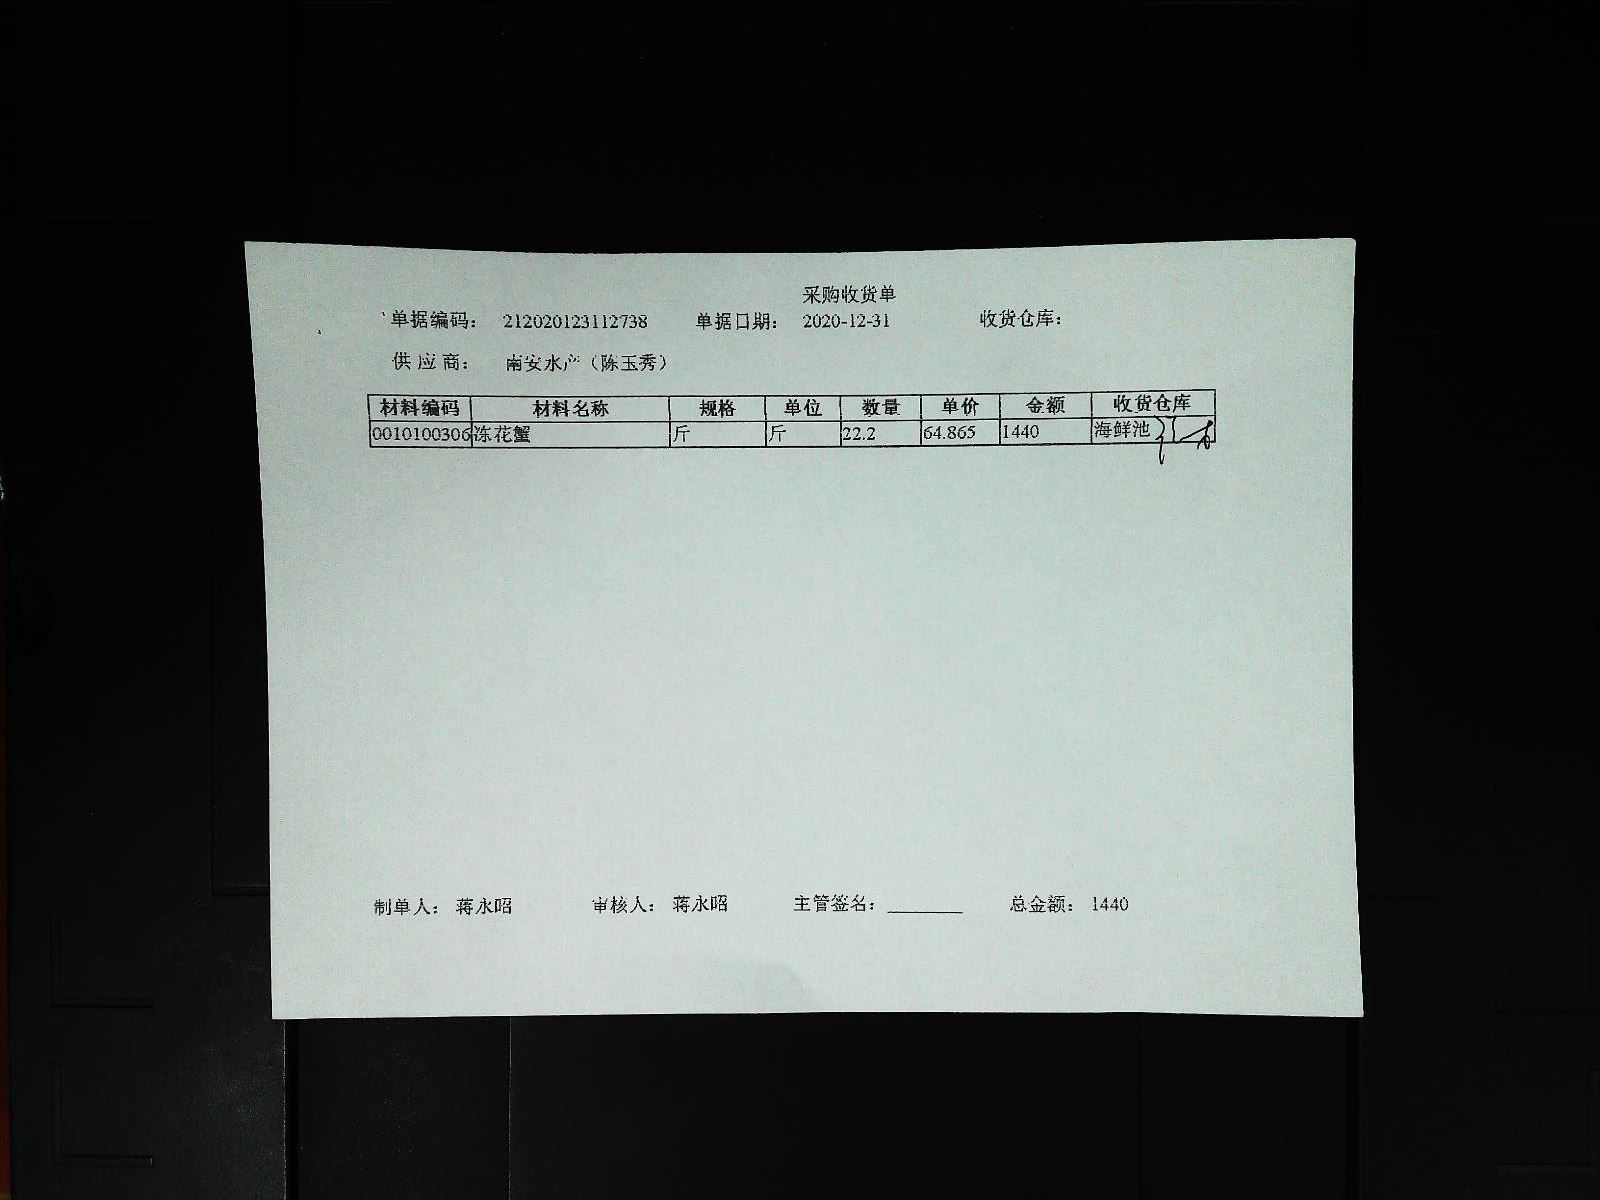 采购收货单
单据编码： 212020123112738 单据日期： 2020-12-31 收货仓库：
供应商： 南安水产（陈玉秀）
材料编码 材料名称 规格 单位 数量 单价 金额 收货仓库
0010100306 冻花蟹 斤 斤 22.2 64.865 1440 海鲜池
制单人： 蒋永昭 审核人： 蒋永昭 主管签名： 总金额： 1440